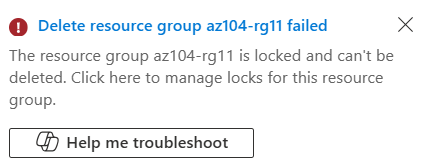 Delete resource group az104-rg11 failed
The resource group az104-rg11 is locked and can't be
deleted. Click here to manage locks for this resource
group.
Help me troubleshoot